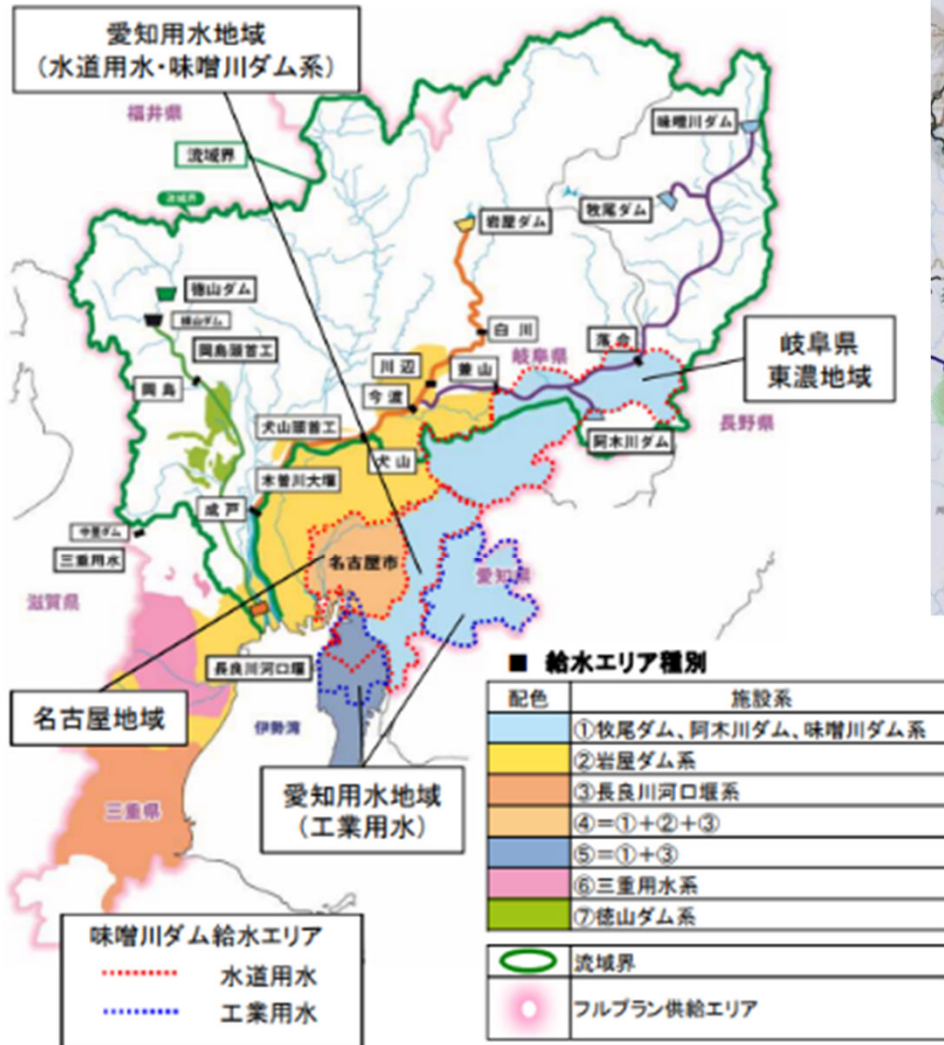 愛知用水地域
(水道用水・味噌川ダム系)
福井県
流域界
流域界
味噌川ダム
牧尾ダム
岩屋ダム
徳山ダム
横山ダム
岡島頭首工
岡島
白川
川辺
兼山
岐阜県
落合
今渡
岐阜県
東濃地域
長野県
犬山頭首工
犬山
阿木川ダム
木曽川大堰
成戸
中里ダム
三重用水
名古屋市
愛知県
滋賀県
長良川河口堰
名古屋地域
伊勢湾
愛知用水地域
(工業用水)
三重県
■ 給水エリア種別
配色 施設系
①牧尾ダム、阿木川ダム、味噌川ダム系
②岩屋ダム系
③長良川河口堰系
④=①+②+③
⑤=①+③
⑥三重用水系
⑦徳山ダム系
流域界
フルプラン供給エリア
味噌川ダム給水エリア
水道用水
工業用水